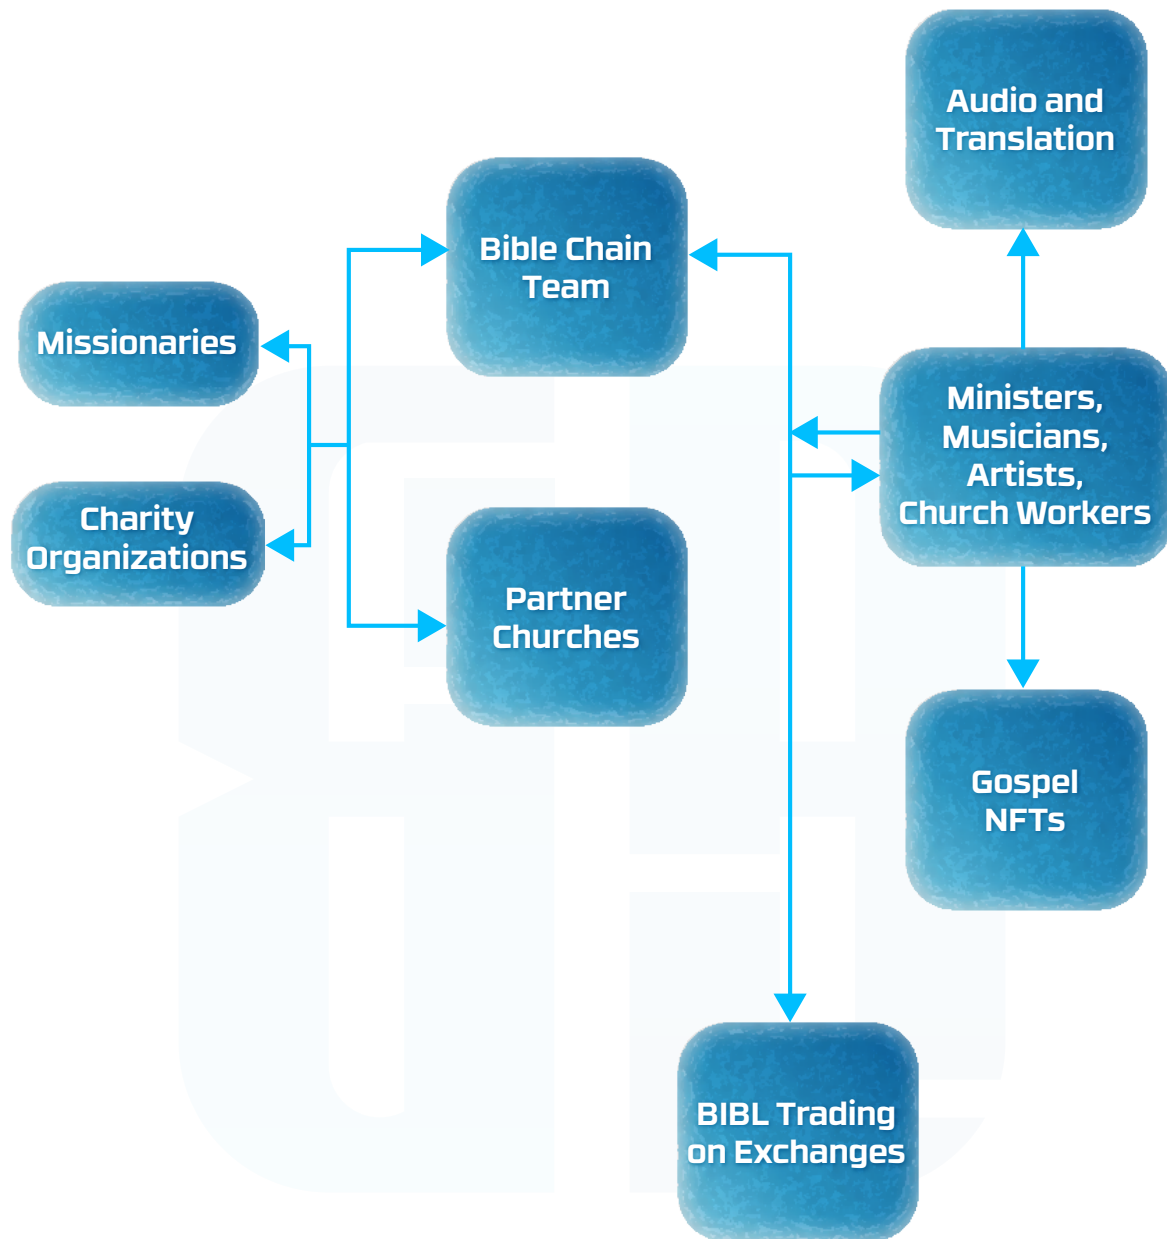 Audio and
Translation
Bible Chain
Team
Missionaries
Ministers,
Musicians,
Artists,
Church Workers
Charity
Organizations
Partner
Churches
Gospel
NFTs
BIBL Trading
on Exchanges